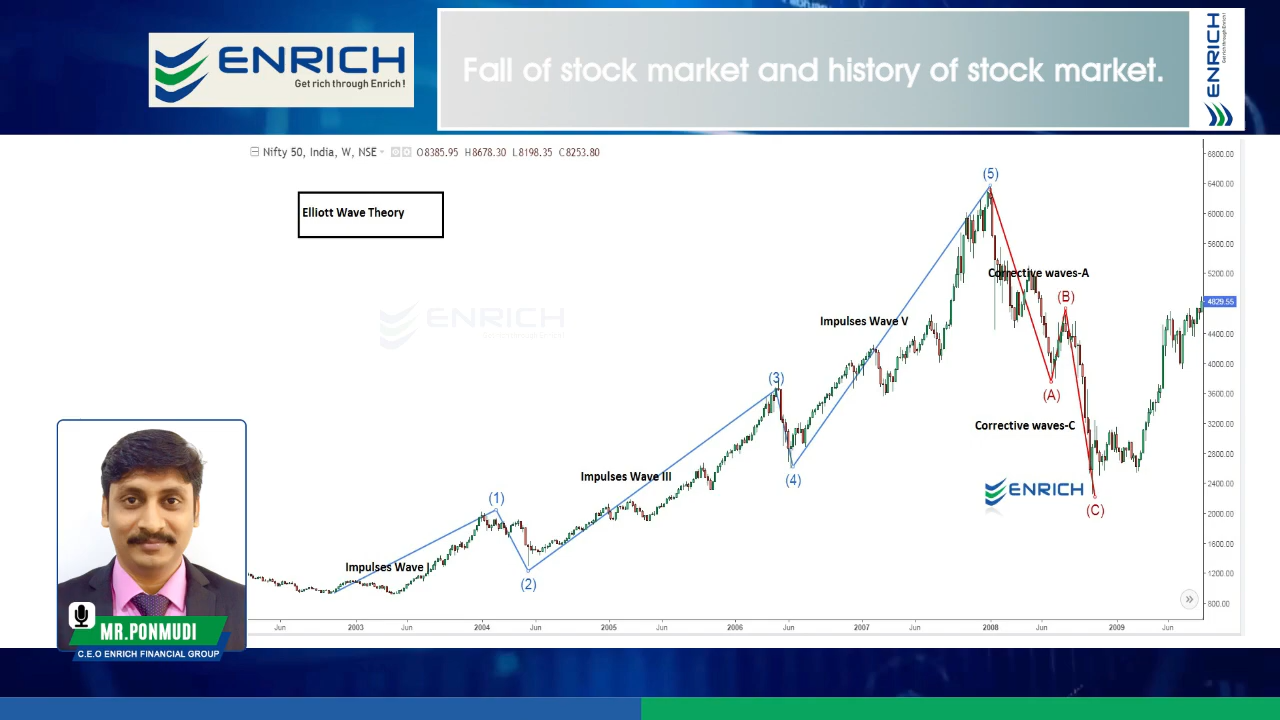 ENRICH
Get rich through Enrich!
Fall of stock market and history of stock market.
ENRICH
Get rich through Enrich!
Nifty 50, India, W, NSE O8385.95 H8678.30 L8198.35 C8253.80
Elliott Wave Theory
ENRICH
6800.00
6400.00
6000.00
5600.00
5200.00
4829.55
4400.00
4000.00
3600.00
3200.00
2800.00
2400.00
2000.00
1600.00
1200.00
800.00
(5)
Corrective waves-A
(B)
Impulses Wave V
(3)
(A)
Corrective waves-C
Impulses Wave III
(4)
ENRICH
(1)
(C)
Impulses Wave I
(2)
Jun 2003 Jun 2004 Jun 2005 Jun 2006 Jun 2007 Jun 2008 Jun 2009 Jun
MR.PONMUDI
C.E.O ENRICH FINANCIAL GROUP